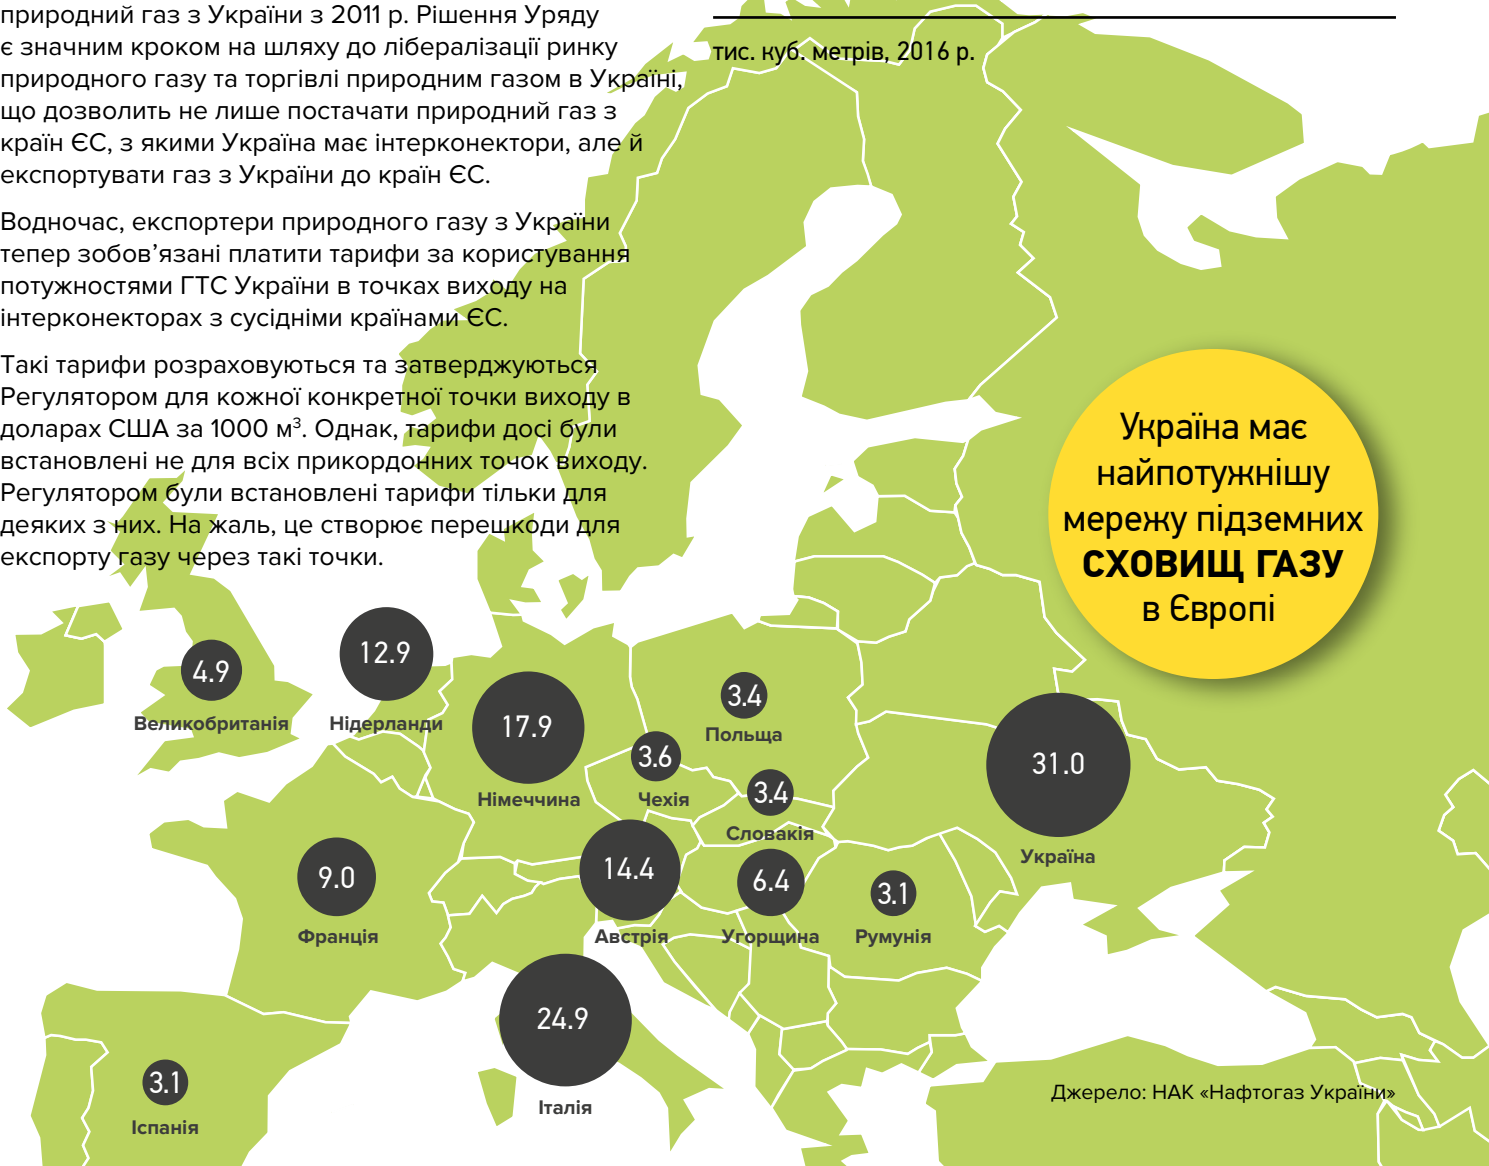 природний газ з України з 2011 р. Рішення Уряду
є значним кроком на шляху до лібералізації ринку
природного газу та торгівлі природним газом в Україні,
що дозволить не лише постачати природний газ з
країн ЄС, з якими Україна має інтерконектори, але й
експортувати газ з України до країн ЄС.
Водночас, експортери природного газу з України
тепер зобов’язані платити тарифи за користування
потужностями ГТС України в точках виходу на
інтерконекторах з сусідніми країнами ЄС.
Такі тарифи розраховуються та затверджуються
Регулятором для кожної конкретної точки виходу в
доларах США за 1000 м³. Однак, тарифи досі були
встановлені не для всіх прикордонних точок виходу.
Регулятором були встановлені тарифи тільки для
деяких з них. На жаль, це створює перешкоди для
експорту газу через такі точки.
тис. куб. метрів, 2016 р.
Україна має
найпотужнішу
мережу підземних
СХОВИЩ ГАЗУ
в Європі
4.9
Великобританія
12.9
Нідерланди
17.9
Німеччина
3.4
Польща
3.6
Чехія
3.4
Словакія
31.0
Україна
9.0
Франція
14.4
Австрія
6.4
Угорщина
3.1
Румунія
24.9
Італія
3.1
Іспанія
Джерело: НАК «Нафтогаз України»